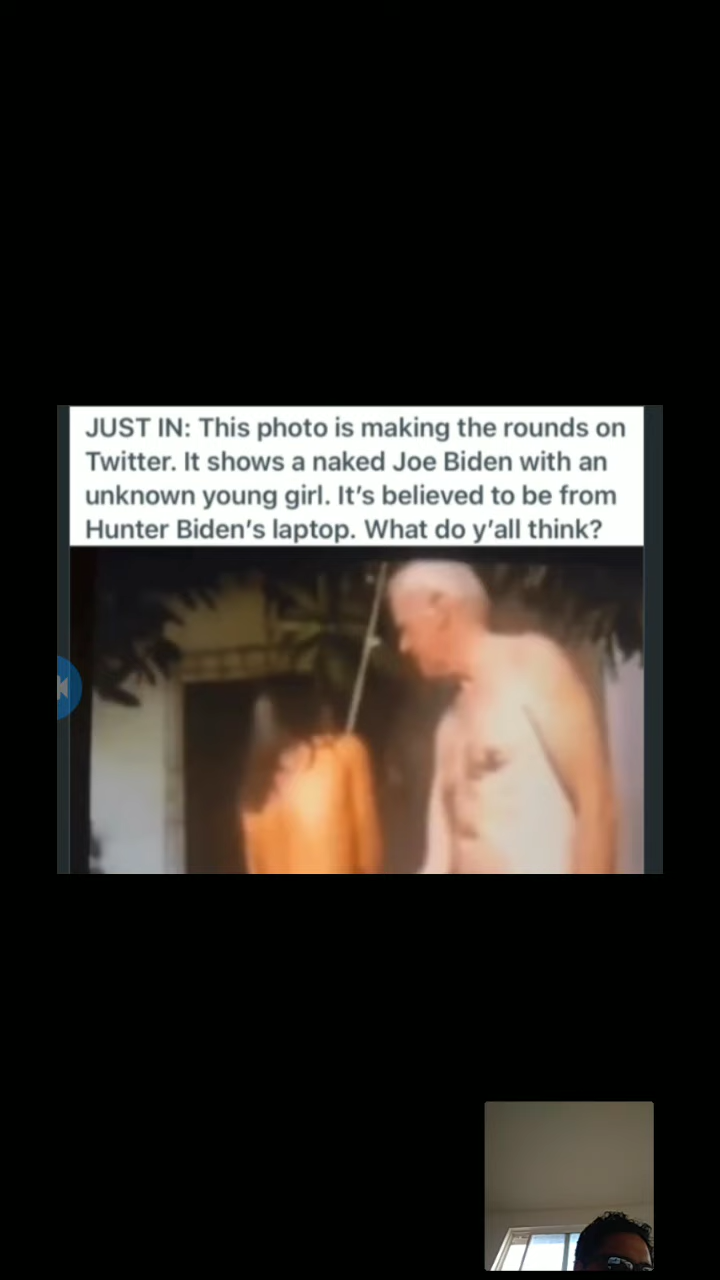 JUST IN: This photo is making the rounds on
Twitter. It shows a naked Joe Biden with an
unknown young girl. It’s believed to be from
Hunter Biden’s laptop. What do y’all think?